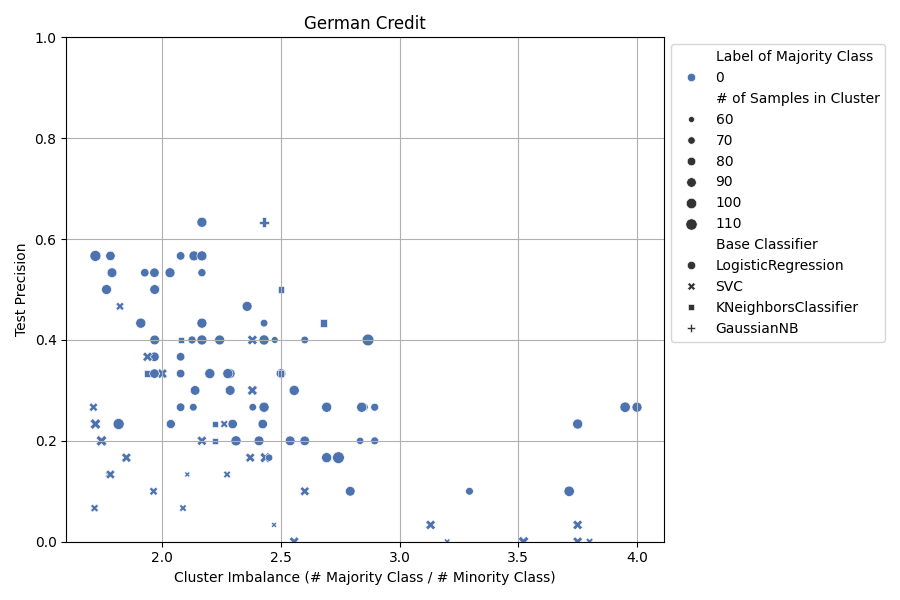 German Credit
1.0
0.8
0.6
0.4
0.2
0.0
Test Precision
2.0
2.5
3.0
3.5
4.0
Cluster Imbalance (# Majority Class / # Minority Class)
Label of Majority Class
0
# of Samples in Cluster
60
70
80
90
100
110
Base Classifier
LogisticRegression
SVC
KNeighborsClassifier
GaussianNB